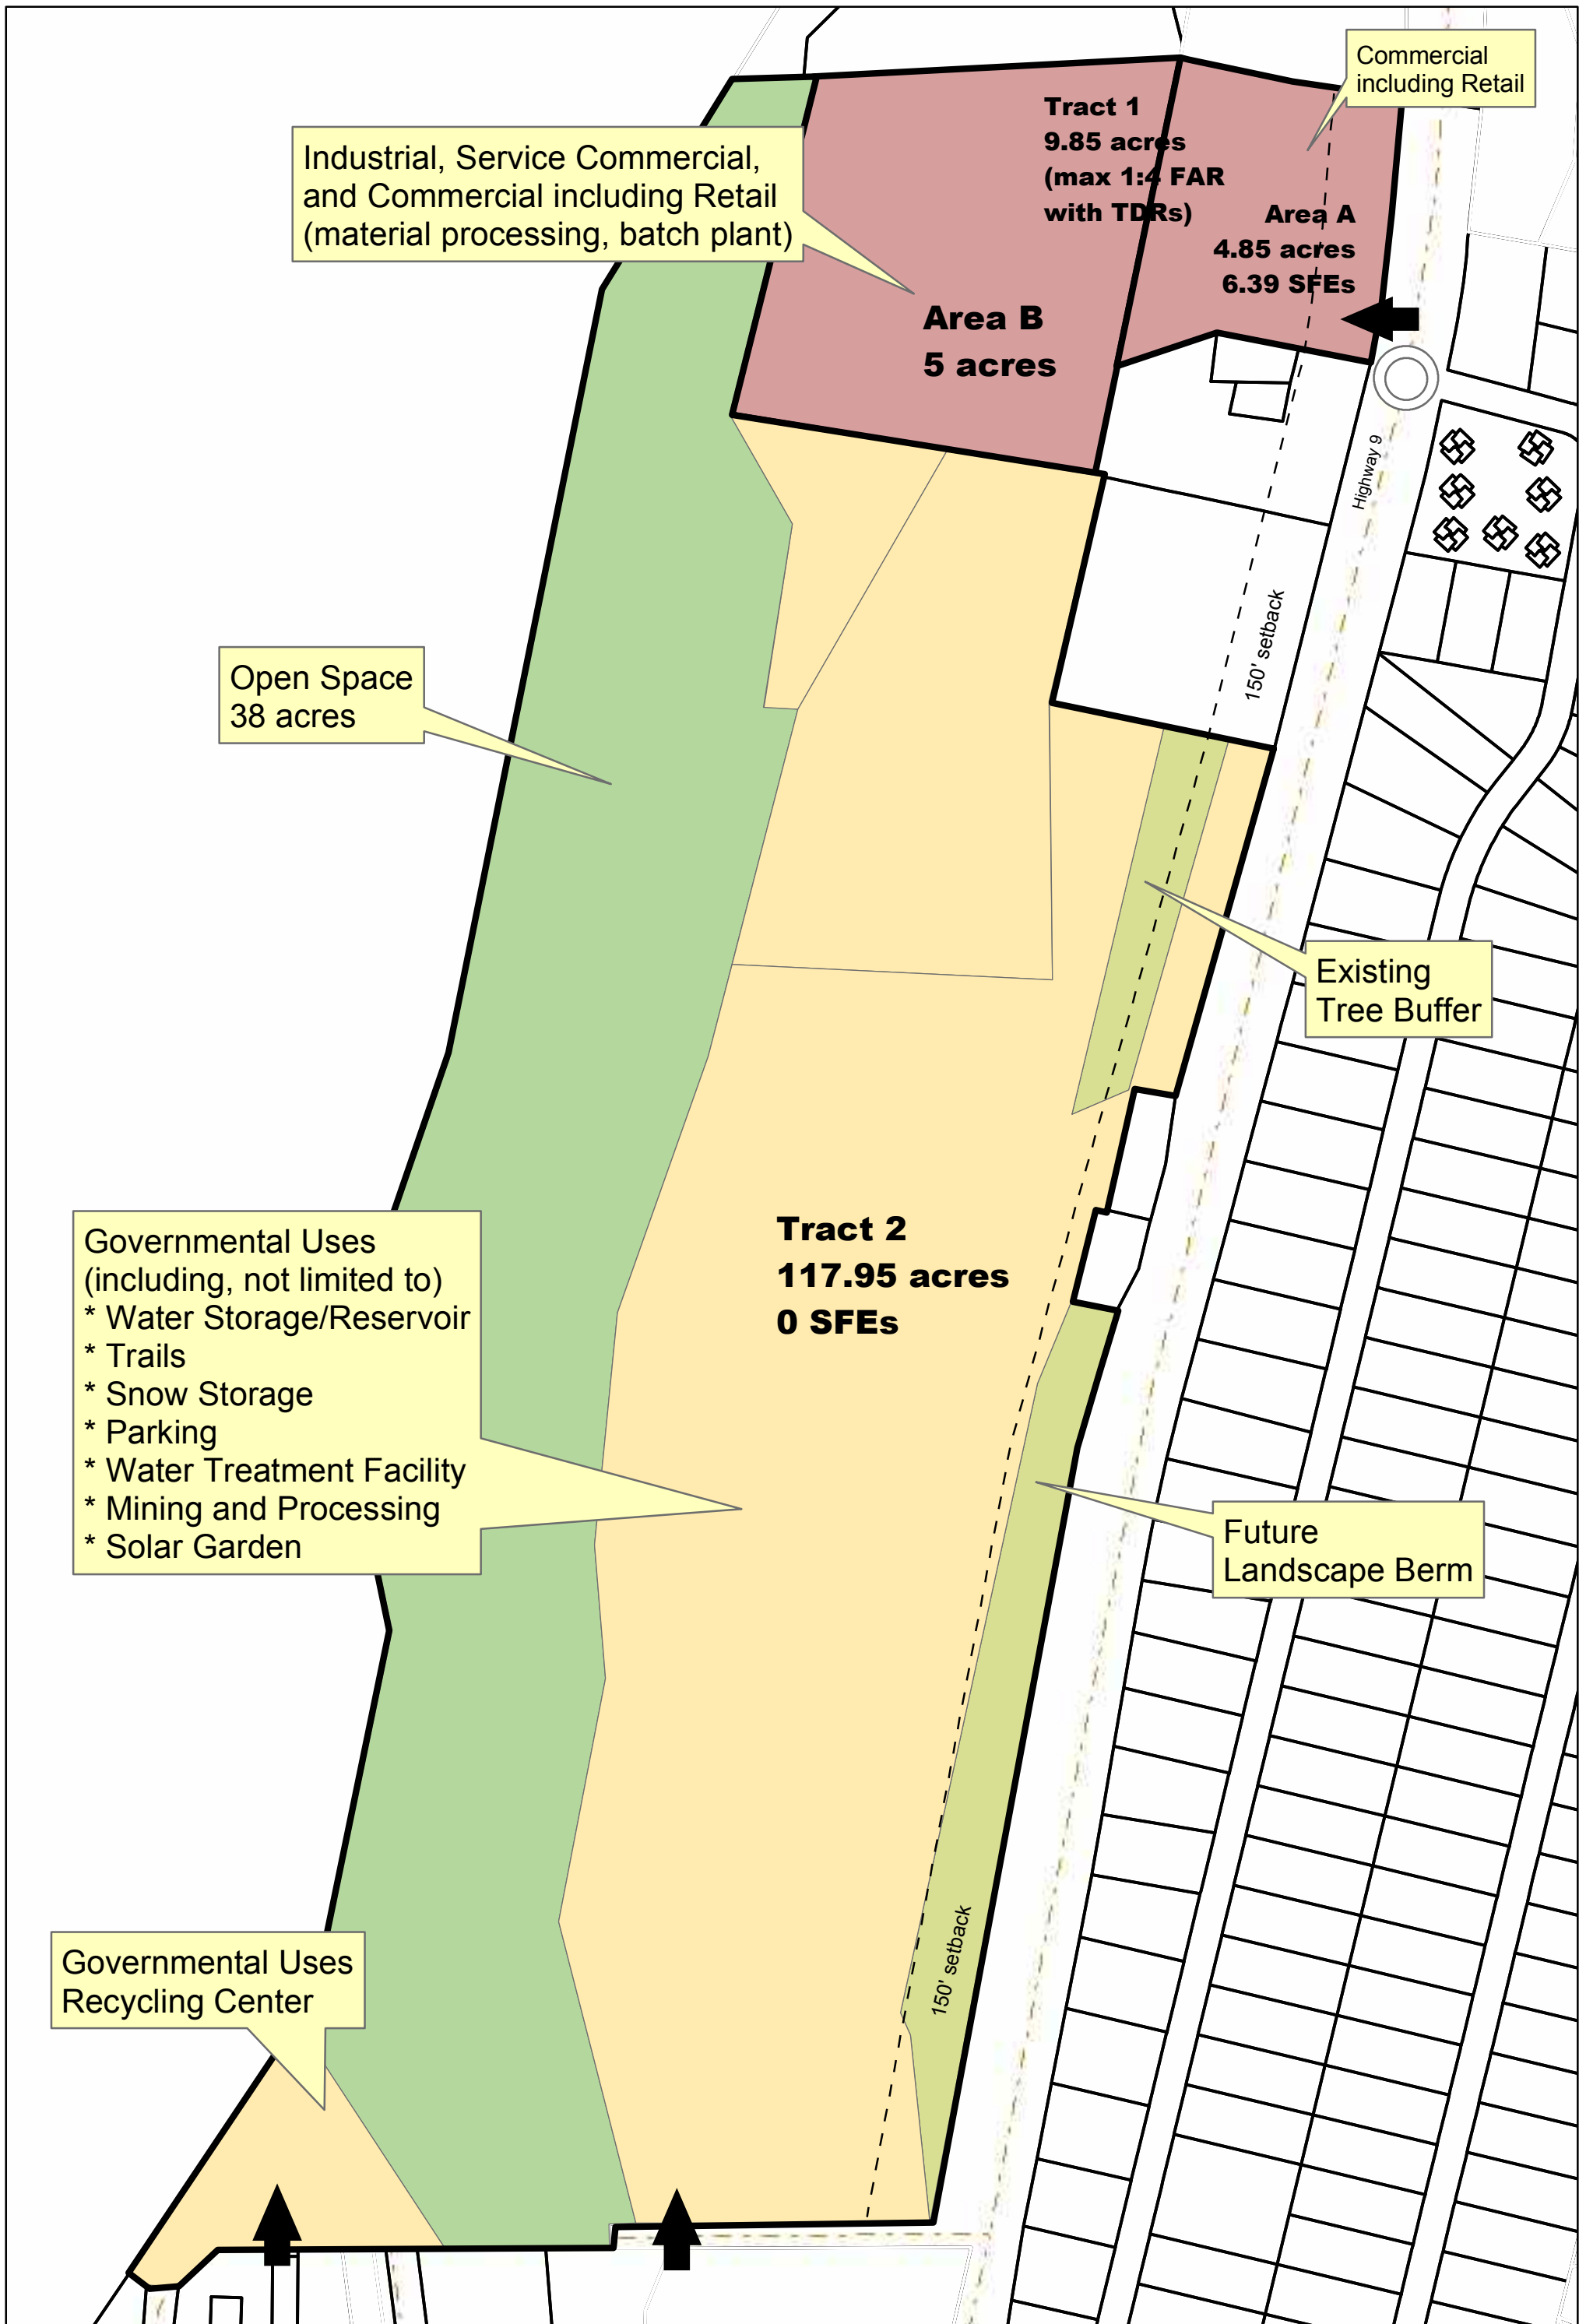 Commercial
including Retail
Tract 1
9.85 acres
(max 1:4 FAR
with TDRs)
Industrial, Service Commercial,
and Commercial including Retail
(material processing, batch plant)
Area A
4.85 acres
6.39 SFEs
Area B
5 acres
Highway 9
150' setback
Open Space
38 acres
Existing
Tree Buffer
Tract 2
117.95 acres
0 SFEs
Governmental Uses
(including, not limited to)
* Water Storage/Reservoir
* Trails
* Snow Storage
* Parking
* Water Treatment Facility
* Mining and Processing
* Solar Garden
Future
Landscape Berm
150' setback
Governmental Uses
Recycling Center